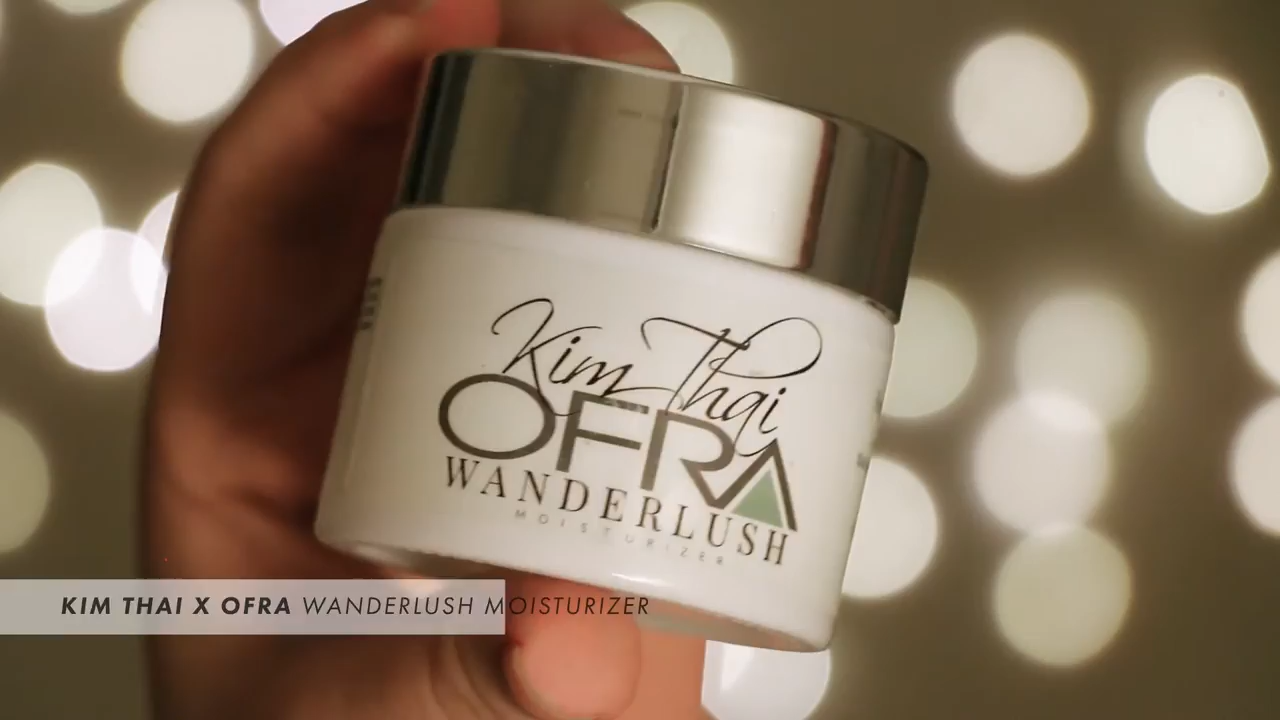 Kim Thai
OFRA
WANDERLUSH
MOISTURIZER
KIM THAI X OFRA WANDERLUSH MOISTURIZER